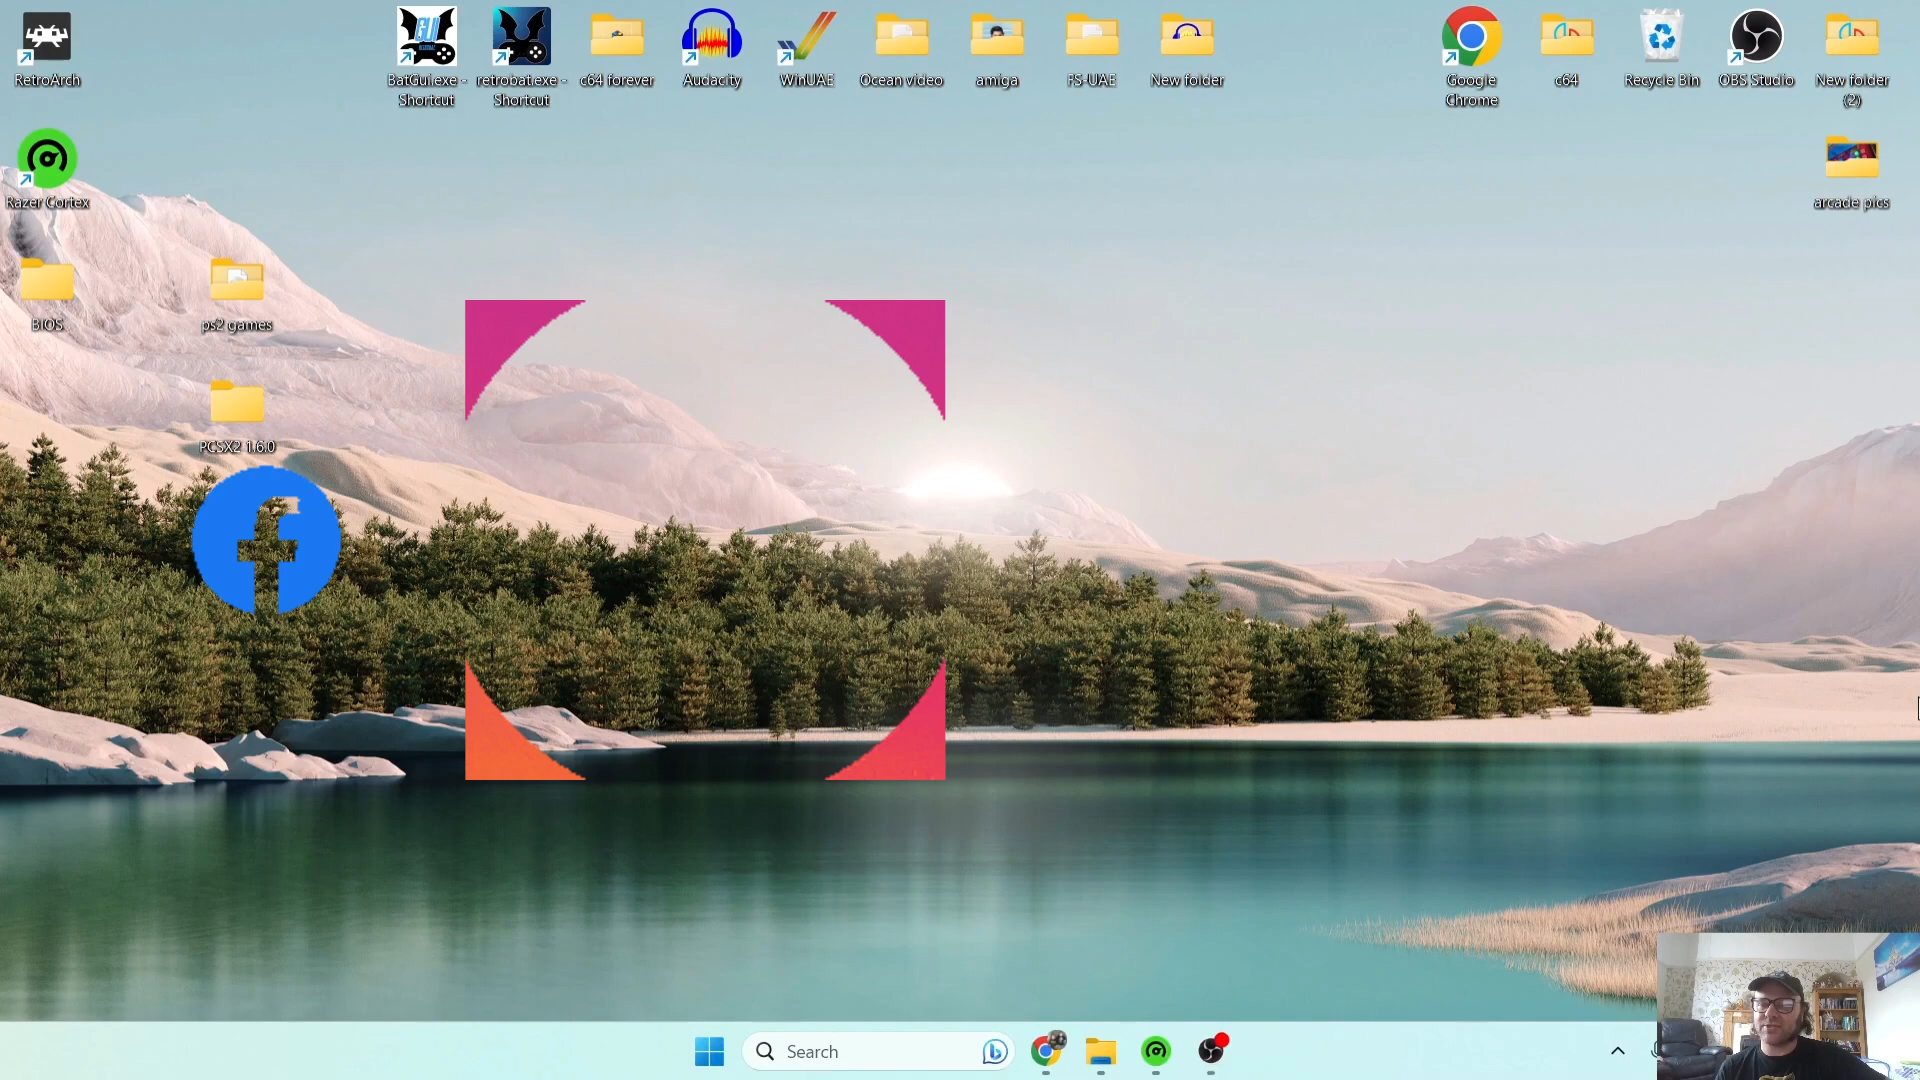 RetroArch
BatGui.exe -
Shortcut
retrobat.exe -
Shortcut
c64 forever
Audacity
WinUAE
Ocean video
amiga
FS-UAE
New folder
Google
Chrome
c64
Recycle Bin
OBS Studio
New folder
(2)
Razer Cortex
arcade pics
BIOS
ps2 games
PCSX2 1.6.0
Search